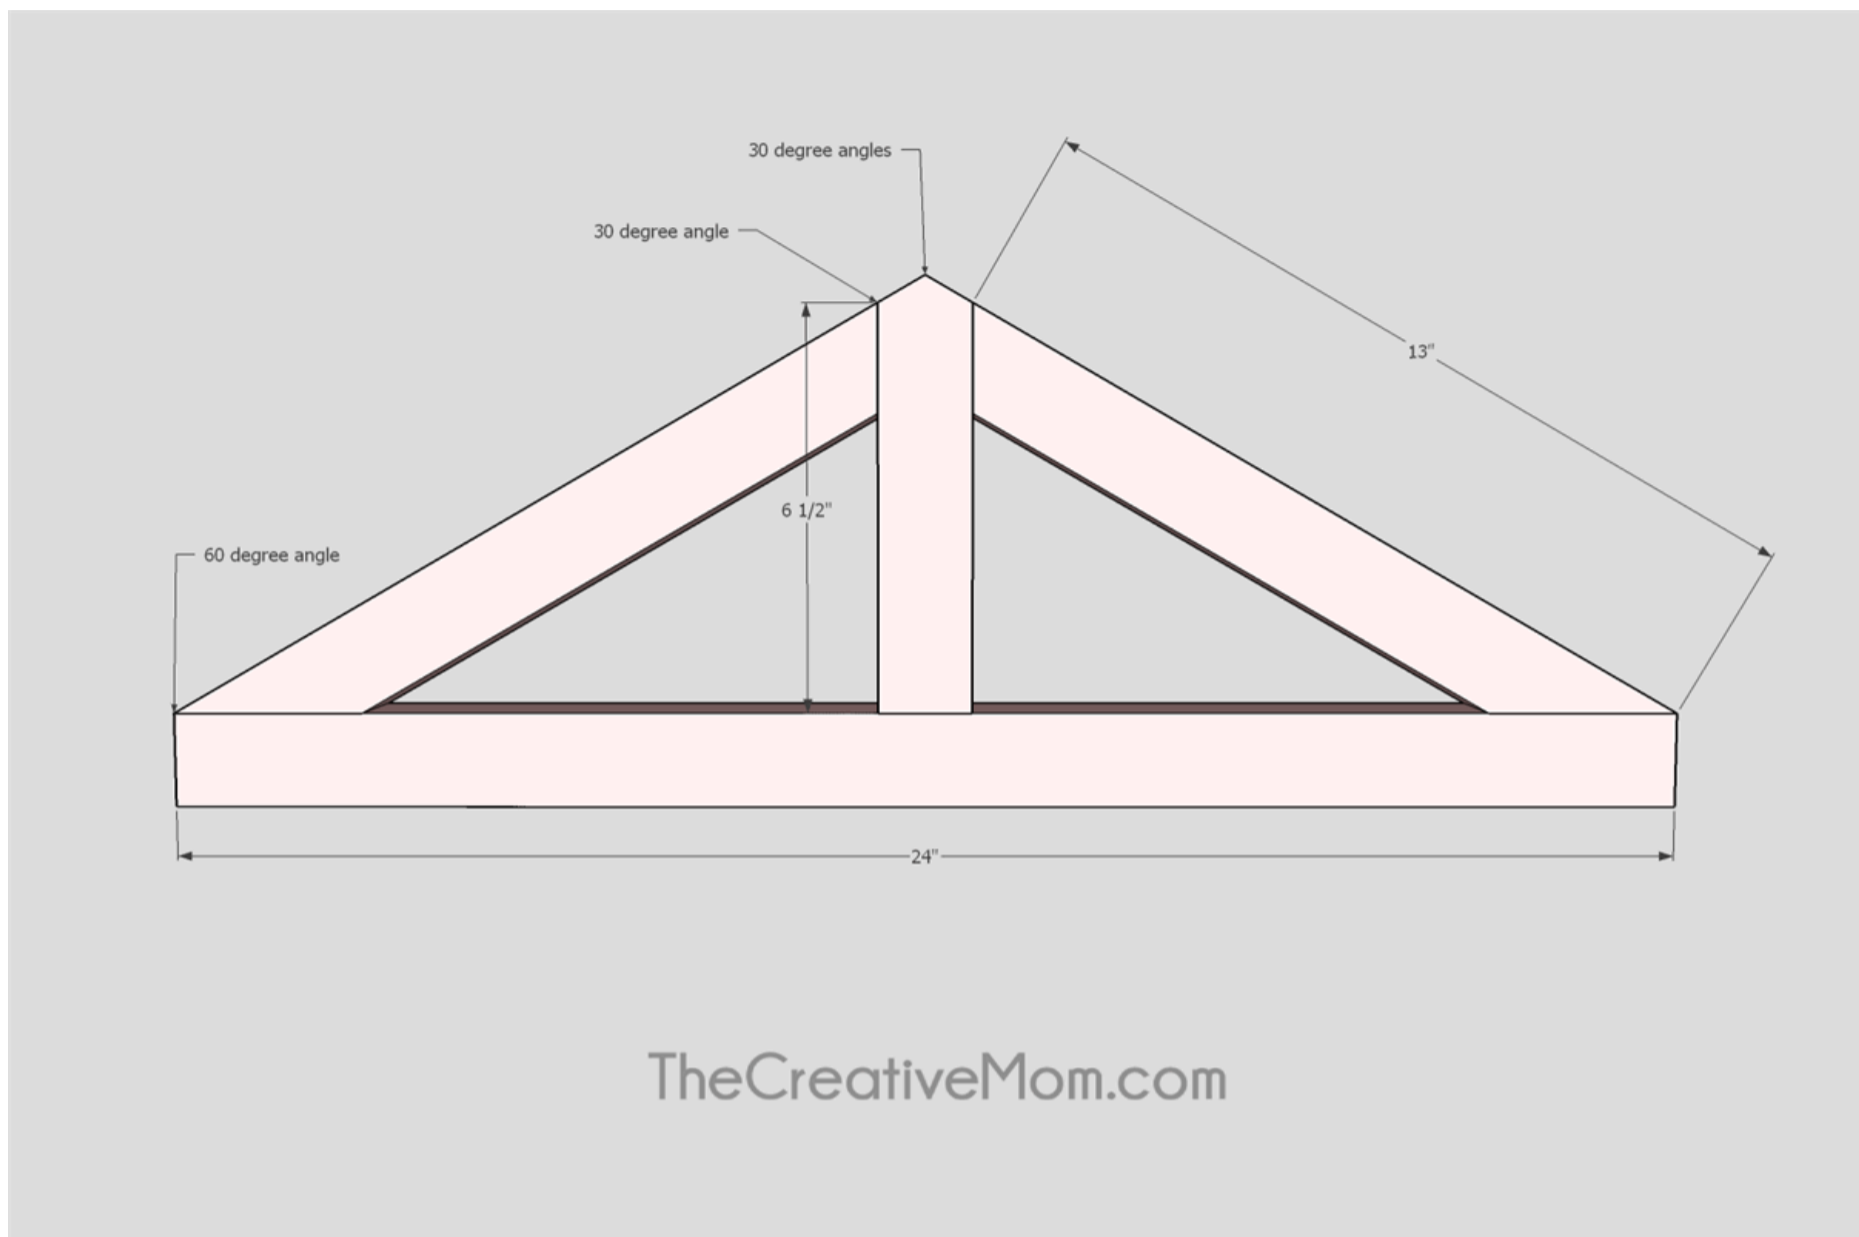 30 degree angles
30 degree angle
13"
6 1/2"
60 degree angle
24"
TheCreativeMom.com